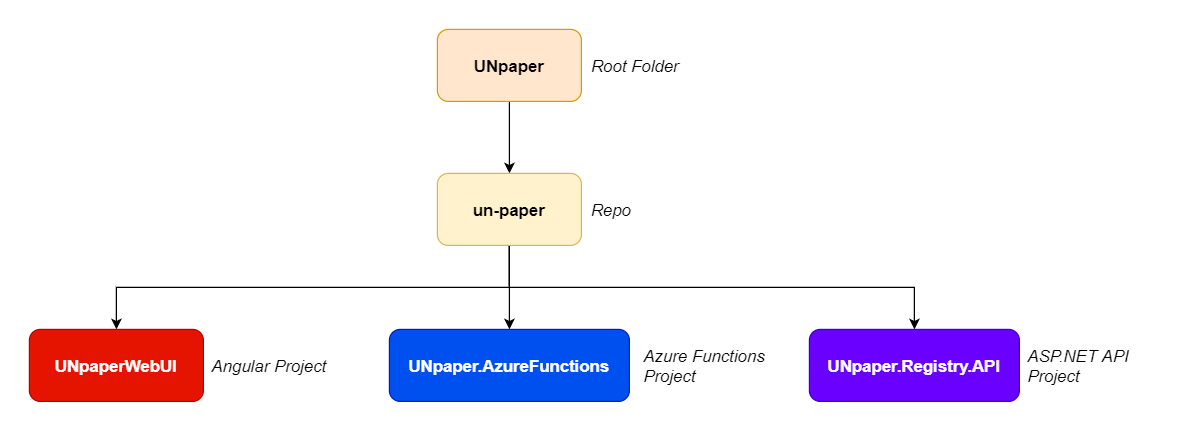 UNpaper
Root Folder
un-paper
Repo
UNpaperWebUI
Angular Project
UNpaper.AzureFunctions
Azure Functions
Project
UNpaper.Registry.API
ASP.NET API
Project